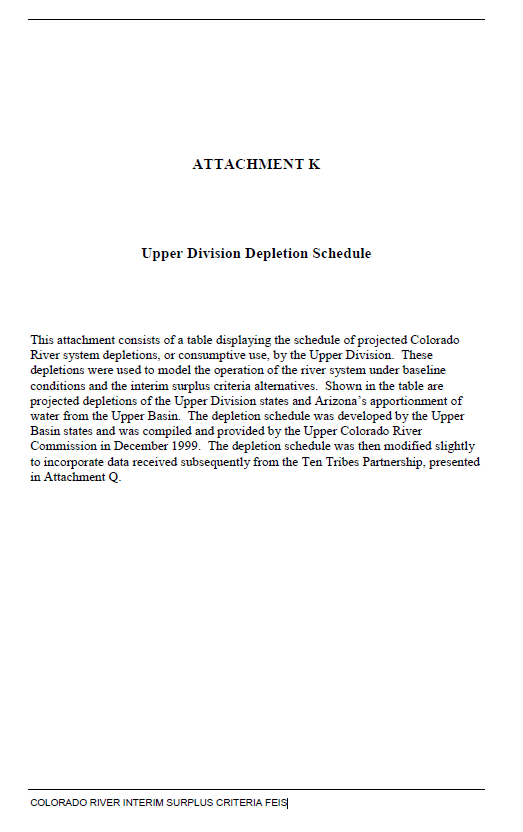 ATTACHMENT K
Upper Division Depletion Schedule
This attachment consists of a table displaying the schedule of projected Colorado
River system depletions, or consumptive use, by the Upper Division.  These
depletions were used to model the operation of the river system under baseline
conditions and the interim surplus criteria alternatives.  Shown in the table are
projected depletions of the Upper Division states and Arizona's apportionment of
water from the Upper Basin.  The depletion schedule was developed by the Upper
Basin states and was compiled and provided by the Upper Colorado River
Commission in December 1999.  The depletion schedule was then modified slightly
to incorporate data received subsequently from the Ten Tribes Partnership, presented
in Attachment Q.
COLORADO RIVER INTERIM SURPLUS CRITERIA FEIS